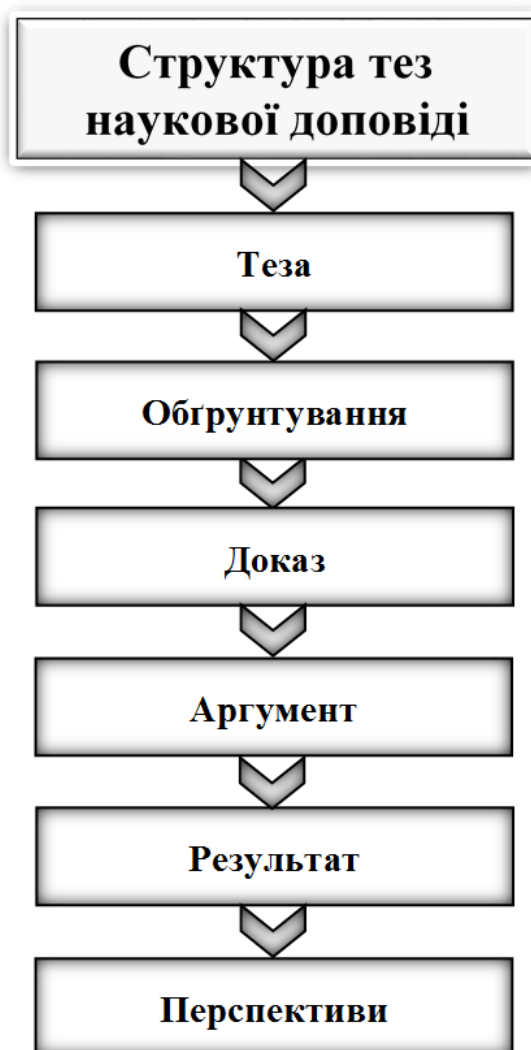 Структура тез
наукової доповіді
Теза
Обґрунтування
Доказ
Аргумент
Результат
Перспективи